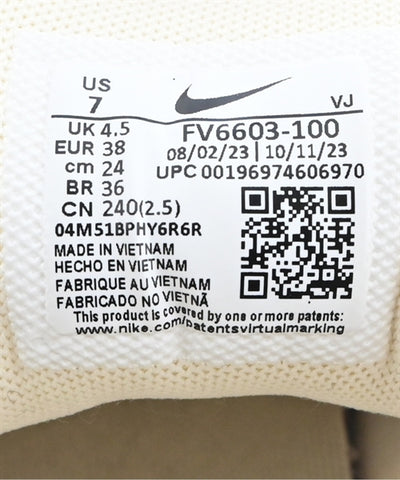 US
7
VJ
UK 4.5
EUR 38
cm 24
BR 36
CN 240(2.5)
FV6603-100
08/02/23 | 10/11/23
UPC 00196974606970
04M51BPHY6R6R
MADE IN VIETNAM
HECHO EN VIETNAM
FABRIQUE AU VIETNAM
FABRICADO NO VIETNÃ
This product is covered by one or more patents:
www.nike.com/patentsvirtualmarking